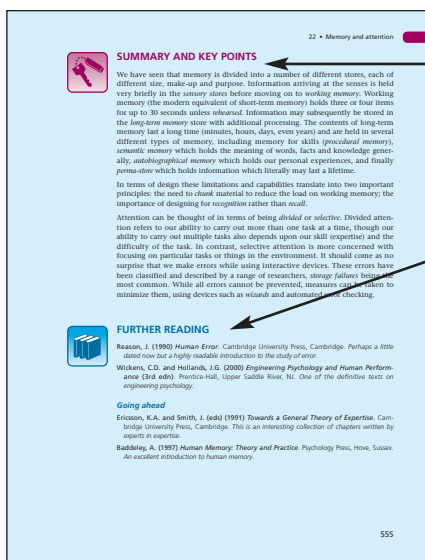 22 • Memory and attention
SUMMARY AND KEY POINTS
We have seen that memory is divided into a number of different stores, each of
different size, make-up and purpose. Information arriving at the senses is held
very briefly in the sensory stores before moving on to working memory. Working
memory (the modern equivalent of short-term memory) holds three or four items
for up to 30 seconds unless rehearsed. Information may subsequently be stored in
the long-term memory store with additional processing. The contents of long-term
memory last a long time (minutes, hours, days, even years) and are held in several
different types of memory, including memory for skills (procedural memory),
semantic memory which holds the meaning of words, facts and knowledge gener-
ally, autobiographical memory which holds our personal experiences, and finally
perma-store which holds information which literally may last a lifetime.
In terms of design these limitations and capabilities translate into two important
principles: the need to chunk material to reduce the load on working memory; the
importance of designing for recognition rather than recall.
Attention can be thought of in terms of being divided or selective. Divided atten-
tion refers to our ability to carry out more than one task at a time, though our
ability to carry out multiple tasks also depends upon our skill (expertise) and the
difficulty of the task. In contrast, selective attention is more concerned with
focusing on particular tasks or things in the environment. It should come as no
surprise that we make errors while using interactive devices. These errors have
been classified and described by a range of researchers, storage failures being the
most common. While all errors cannot be prevented, measures can be taken to
minimize them, using devices such as wizards and automated error checking.
FURTHER READING
Reason, J. (1990) Human Error. Cambridge University Press, Cambridge. Perhaps a little
dated now but a highly readable introduction to the study of error.
Wickens, C.D. and Hollands, J.G. (2000) Engineering Psychology and Human Perform-
ance (3rd edn). Prentice-Hall, Upper Saddle River, NJ. One of the definitive texts on
engineering psychology.
Going ahead
Ericsson, K.A. and Smith, J. (eds) (1991) Towards a General Theory of Expertise. Cam-
bridge University Press, Cambridge. This is an interesting collection of chapters written by
experts in expertise.
Baddeley, A. (1997) Human Memory: Theory and Practice. Psychology Press, Hove, Sussex.
An excellent introduction to human memory.
555